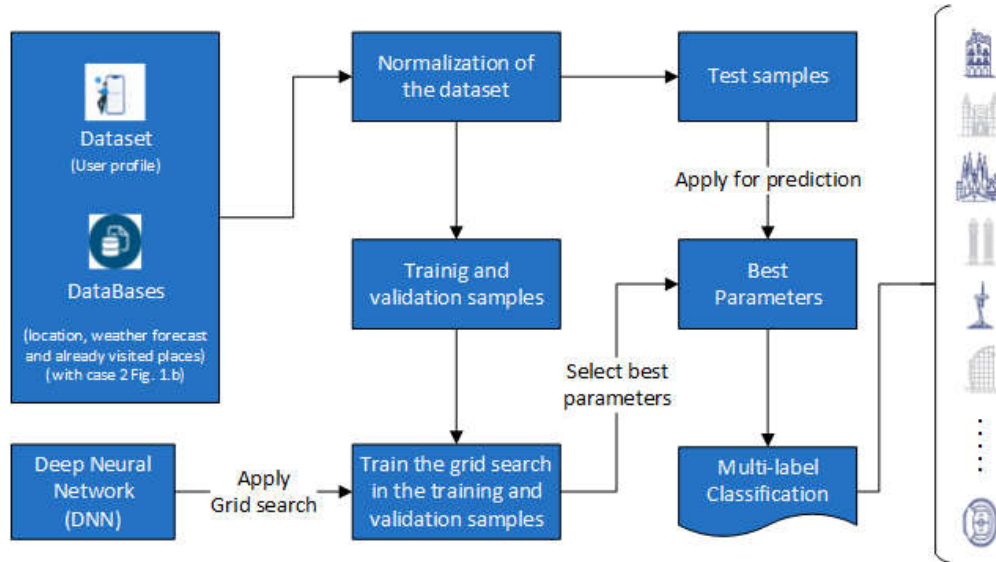 Dataset
(User profile)
DataBases
(location, weather forecast
and already visited places)
(with case 2 Fig. 1.b)
Normalization of
the dataset
Test samples
Apply for prediction
Trainig and
validation samples
Best
Parameters
Select best
parameters
Deep Neural
Network
(DNN)
Apply
Grid search
Train the grid search
in the training and
validation samples
Multi-label
Classification